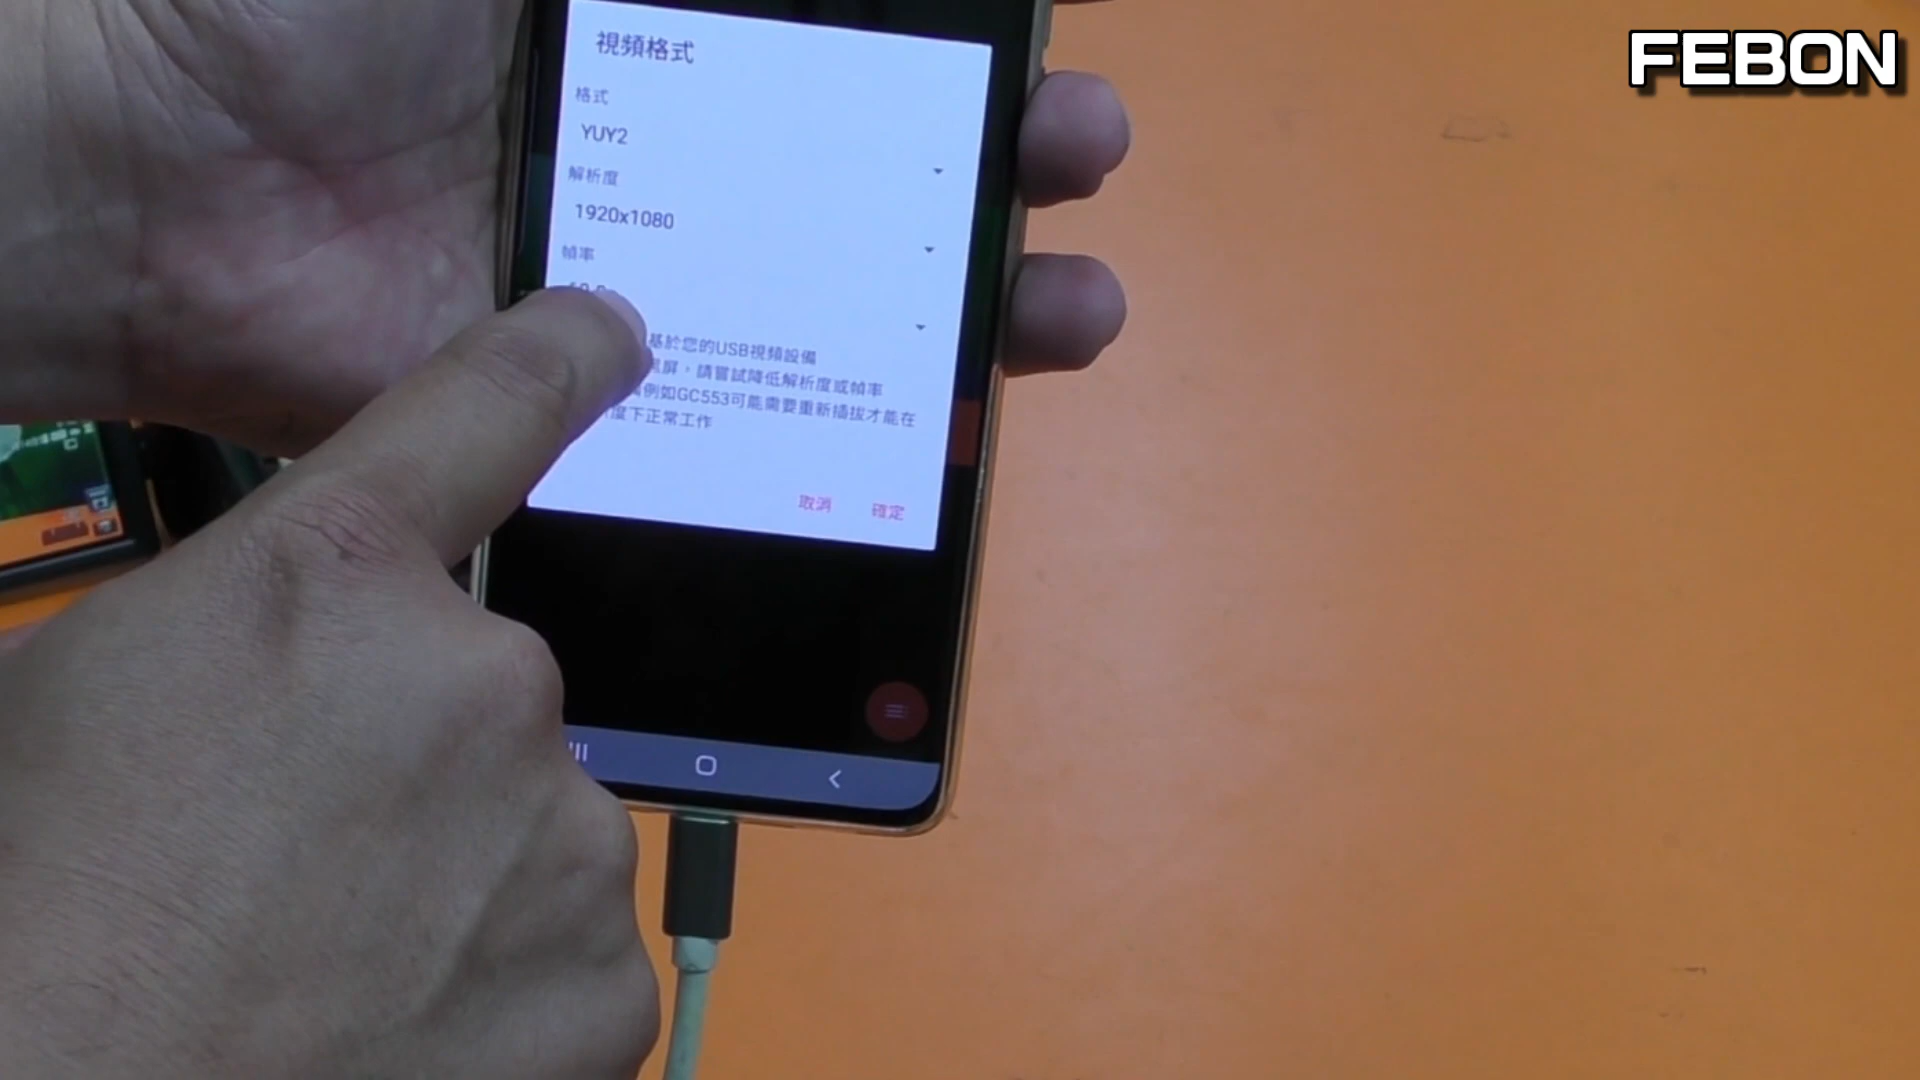 FEBON
視頻格式
格式
YUY2
解析度
1920x1080
幀率
基於您的USB視頻設備
屏，請嘗試降低解析度或幀率
例如GC553可能需要重新插拔才能在
度下正常工作
取消 確定